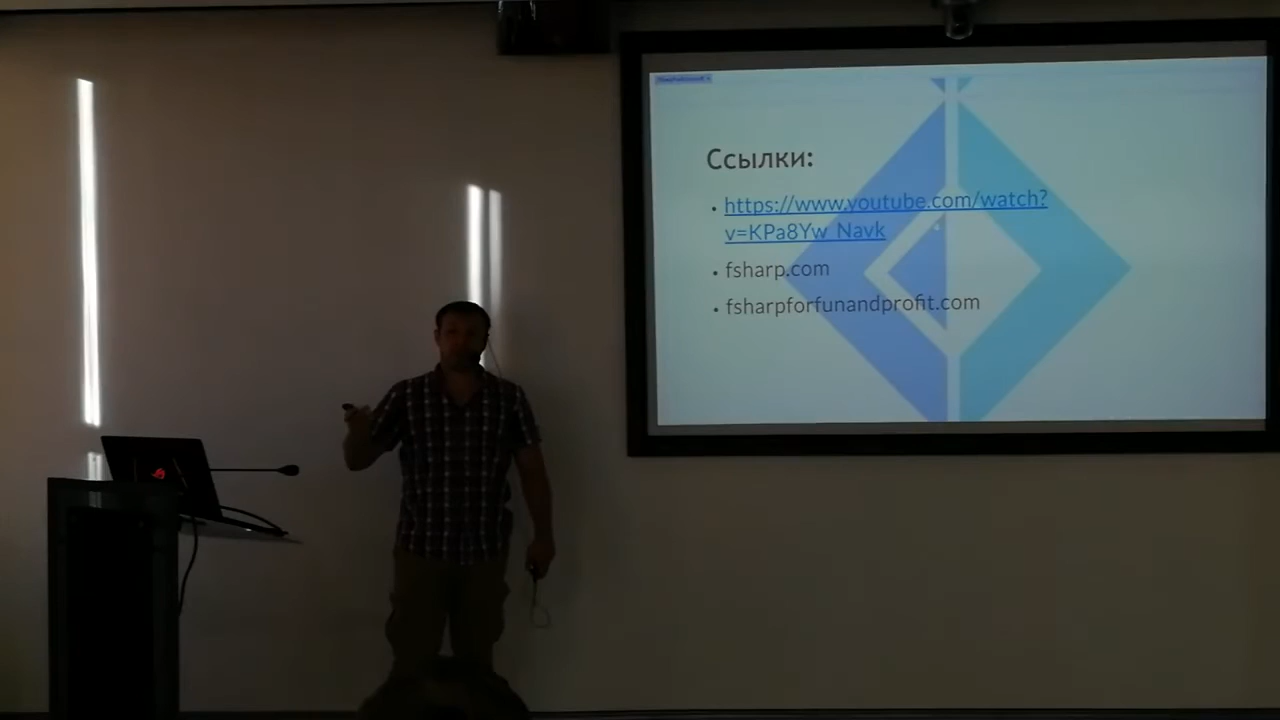 Ссылки:
https://www.youtube.com/watch?
v=KPa8Yw_Navk
fsharp.com
fsharpforfunandprofit.com